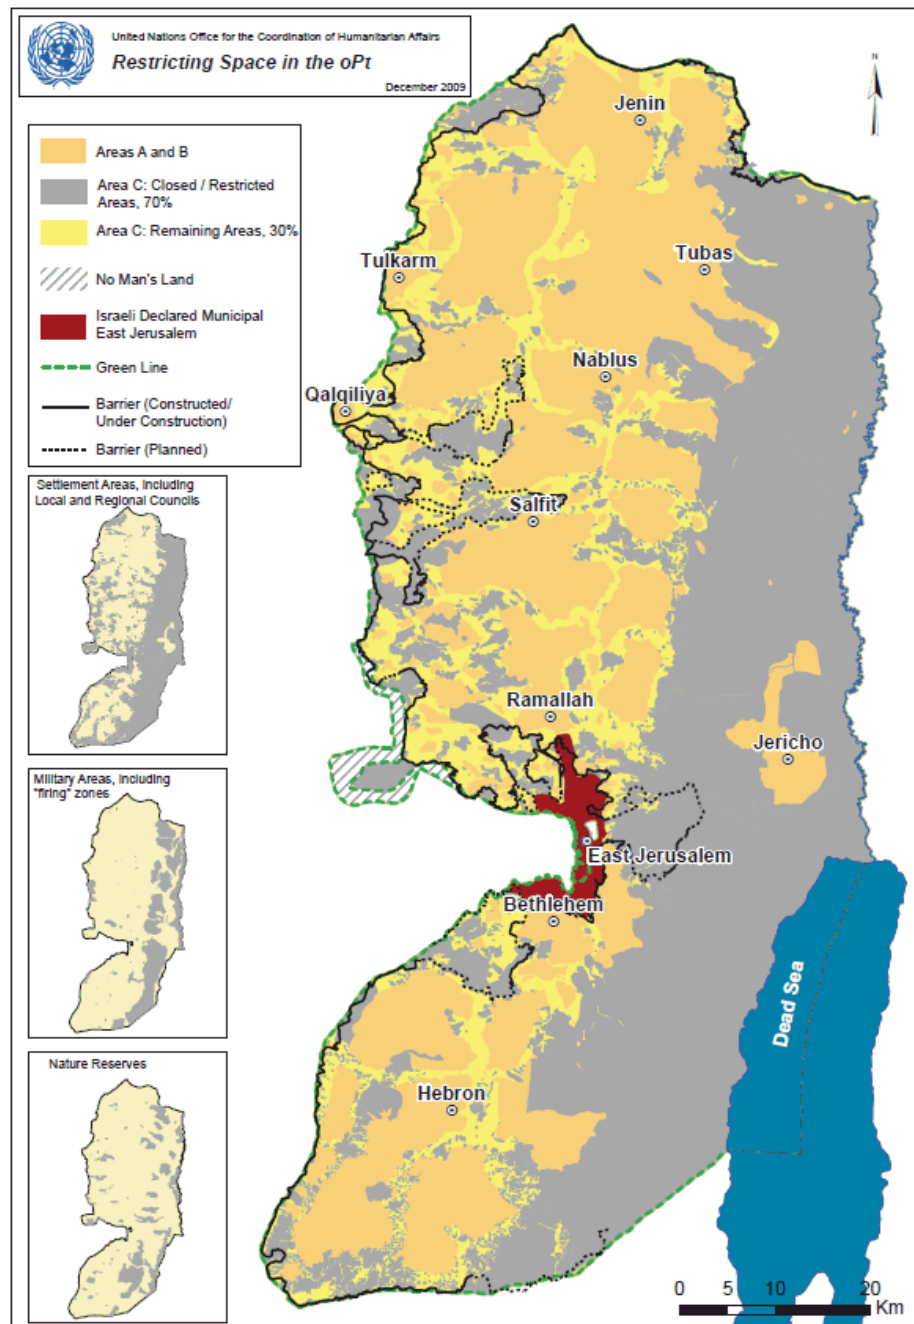 United Nations Office for the Coordination of Humanitarian Affairs
Restricting Space in the oPt
December 2009
Areas A and B
Area C: Closed / Restricted
Areas, 70%
Area C: Remaining Areas, 30%
No Man's Land
Israeli Declared Municipal
East Jerusalem
Green Line
Barrier (Constructed/
Under Construction)
Barrier (Planned)
Settlement Areas, Including
Local and Regional Councils
Military Areas, including
"firing" zones
Nature Reserves
N
Jenin
Tubas
Tulkarm
Nablus
Qalqiliya
Salfit
Ramallah
Jericho
East Jerusalem
Bethlehem
Dead Sea
Hebron
0 5 10 20
Km